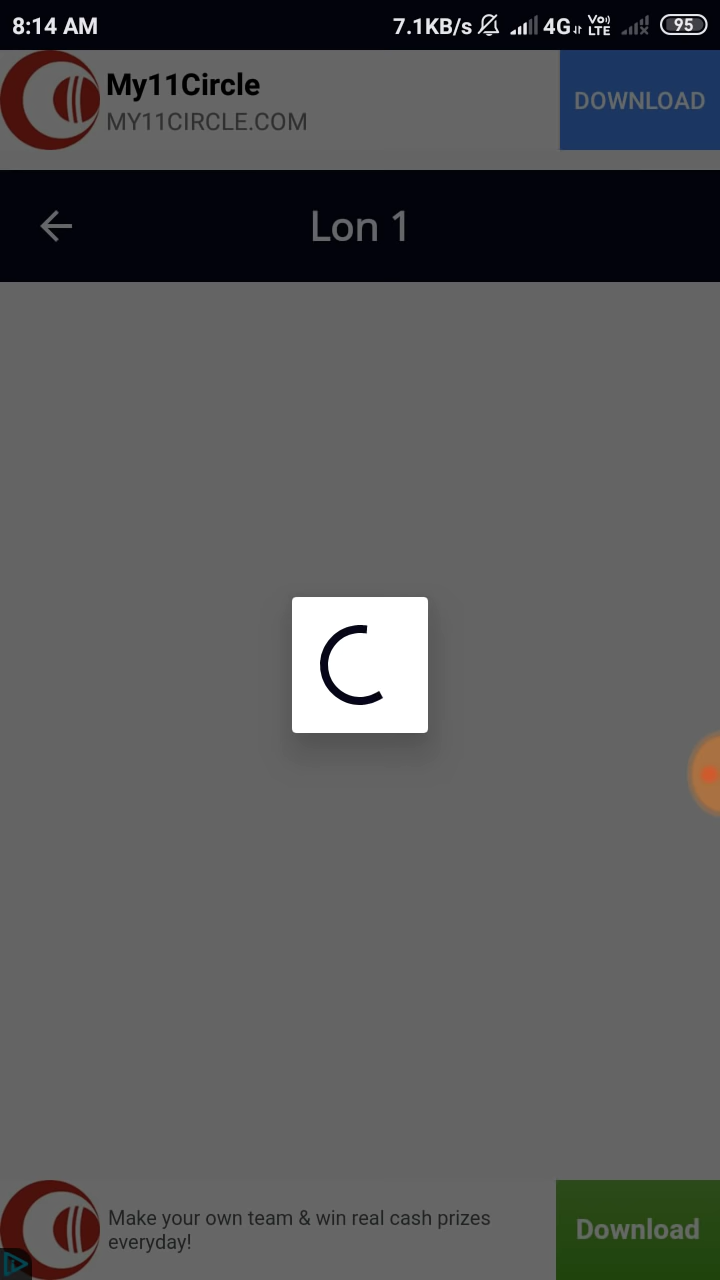 8:14 AM 7.1KB/s 4G Vo)) LTE 95
My11Circle
MY11CIRCLE.COM
DOWNLOAD
Lon 1
Make your own team & win real cash prizes
everyday!
Download